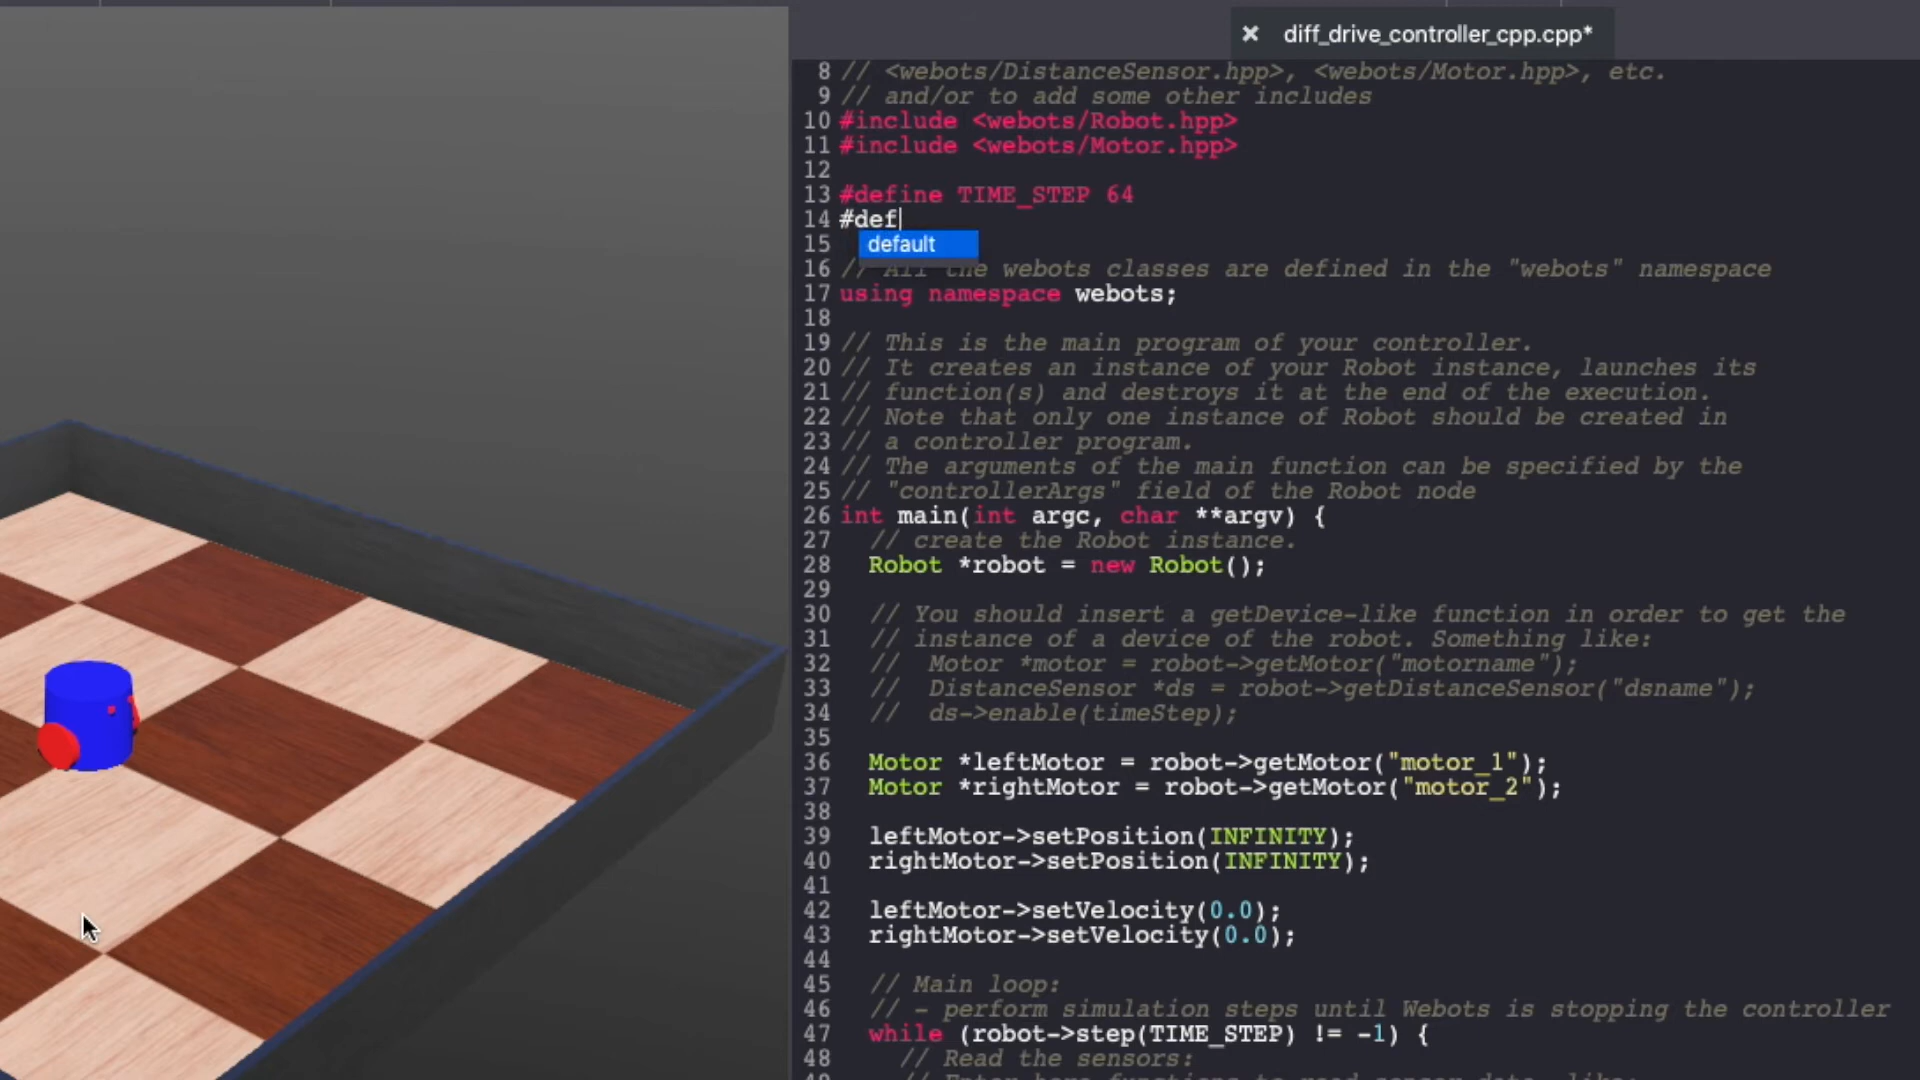 diff_drive_controller_cpp.cpp*
8 // <webots/DistanceSensor.hpp>, <webots/Motor.hpp>, etc.
9 // and/or to add some other includes
10 #include <webots/Robot.hpp>
11 #include <webots/Motor.hpp>
12
13 #define TIME_STEP 64
14 #def
15
default
16 // All the webots classes are defined in the "webots" namespace
17 using namespace webots;
18
19 // This is the main program of your controller.
20 // It creates an instance of your Robot instance, launches its
21 // function(s) and destroys it at the end of the execution.
22 // Note that only one instance of Robot should be created in
23 // a controller program.
24 // The arguments of the main function can be specified by the
25 // "controllerArgs" field of the Robot node
26 int main(int argc, char **argv) {
27 // create the Robot instance.
28 Robot *robot = new Robot();
29
30 // You should insert a getDevice-like function in order to get the
31 // instance of a device of the robot. Something like:
32 //  Motor *motor = robot->getMotor("motorname");
33 //  DistanceSensor *ds = robot->getDistanceSensor("dsname");
34 //  ds->enable(timeStep);
35
36 Motor *leftMotor = robot->getMotor("motor_1");
37 Motor *rightMotor = robot->getMotor("motor_2");
38
39 leftMotor->setPosition(INFINITY);
40 rightMotor->setPosition(INFINITY);
41
42 leftMotor->setVelocity(0.0);
43 rightMotor->setVelocity(0.0);
44
45 // Main loop:
46 // - perform simulation steps until Webots is stopping the controller
47 while (robot->step(TIME_STEP) != -1) {
48 // Read the sensors: